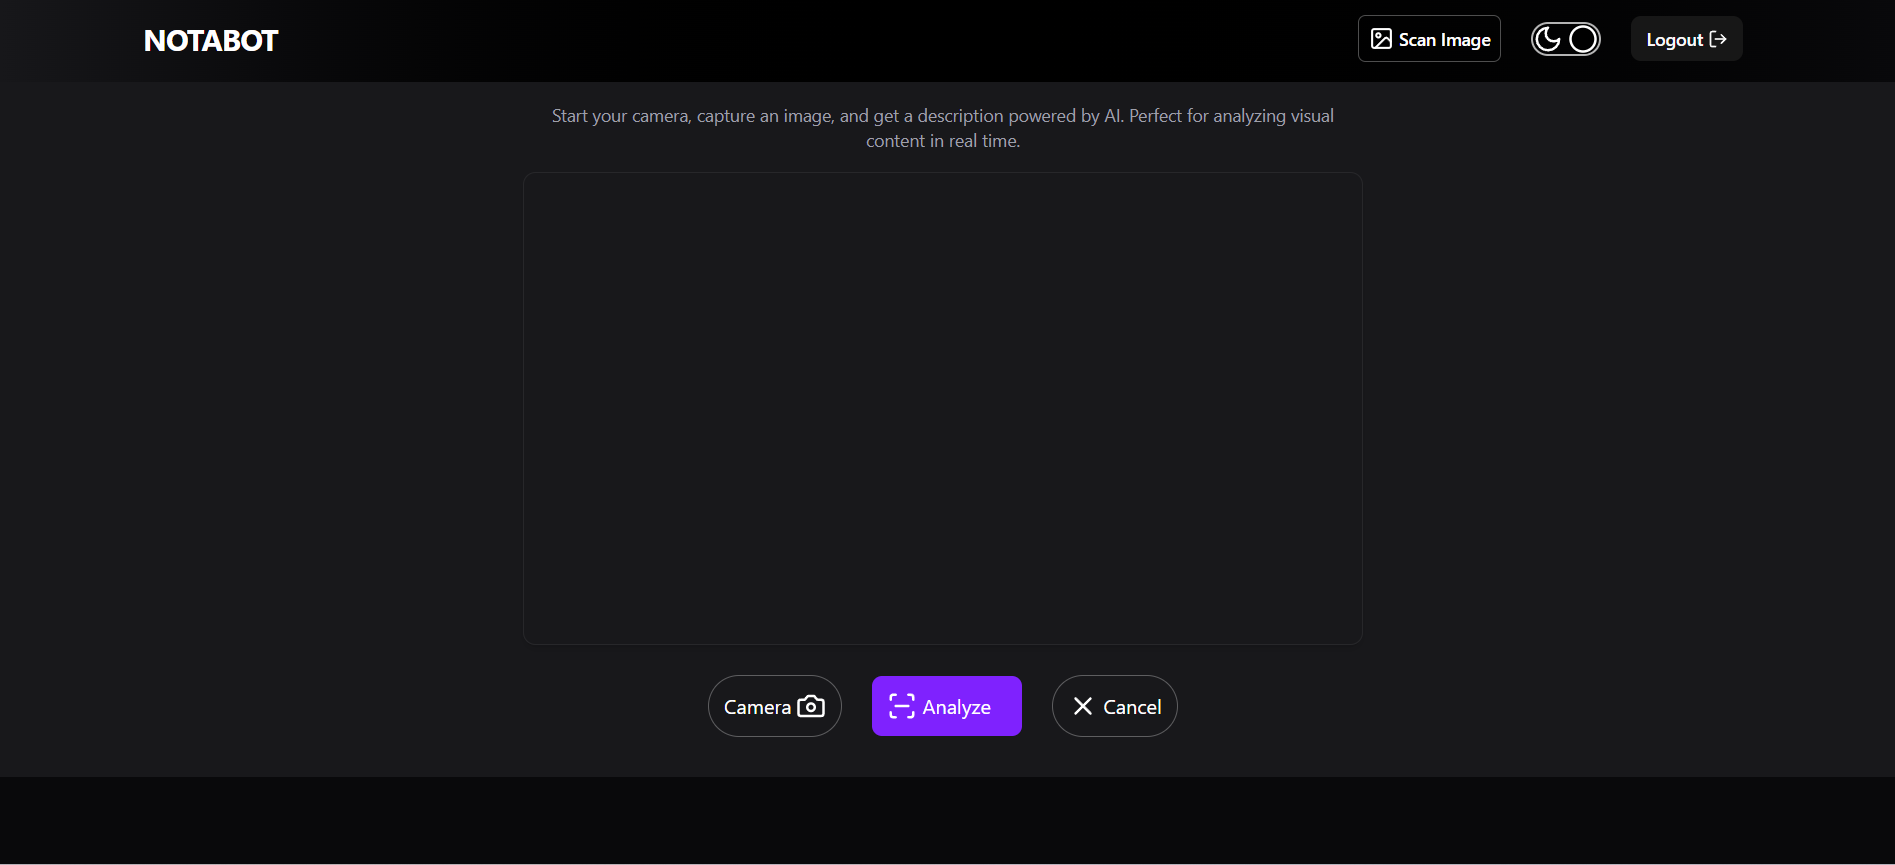 NOTABOT
Scan Image
Logout
Start your camera, capture an image, and get a description powered by AI. Perfect for analyzing visual
content in real time.
Camera
Analyze
Cancel